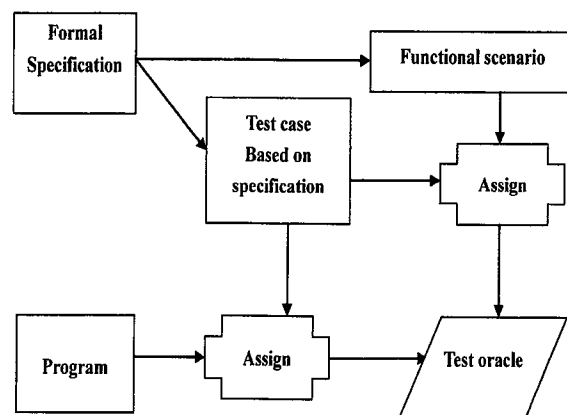 Formal
Specification
Functional scenario
Test case
Based on
specification
Assign
Program
Assign
Test oracle